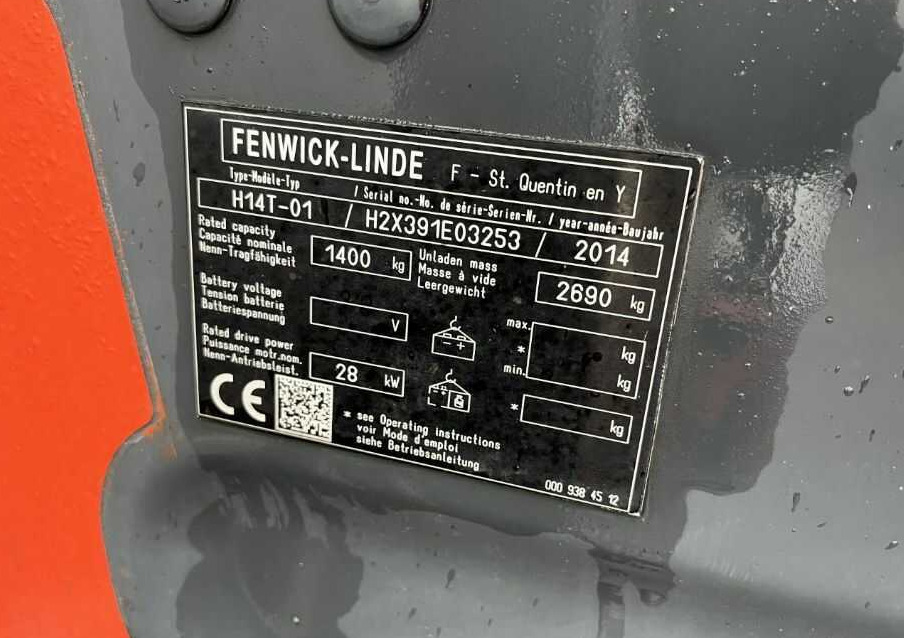 FENWICK-LINDE F - St. Quentin en Y
Type-Modèle-Typ / Serial no.-No. de série-Serien-Nr. / year-année-Baujahr
H14T-01 / H2X391E03253 / 2014
Rated capacity
Capacité nominale
Nenn-Tragfähigkeit
1400 kg
Unladen mass
Masse à vide
Leergewicht
2690 kg
Battery voltage
Tension batterie
Batteriespannung
V
max. kg
*
min. kg
Rated drive power
Puissance motr.nom.
Nenn-Antriebsleist.
28 kW
* kg
CE
* see Operating instructions
voir Mode d'emploi
siehe Betriebsanleitung
000 938 45 12